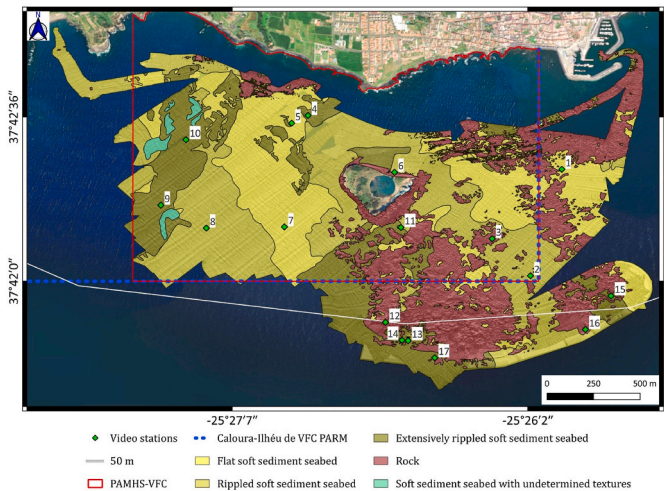 N
37°42'36"
37°42'0"
4
5
10
6
1
9
8
7
11
3
2
15
12
16
14
13
17
0 250 500 m
-25°27'7"
-25°26'2"
Video stations
Caloura-Ilhéu de VFC PARM
Extensively rippled soft sediment seabed
50 m
Flat soft sediment seabed
Rock
PAMHS-VFC
Rippled soft sediment seabed
Soft sediment seabed with undetermined textures